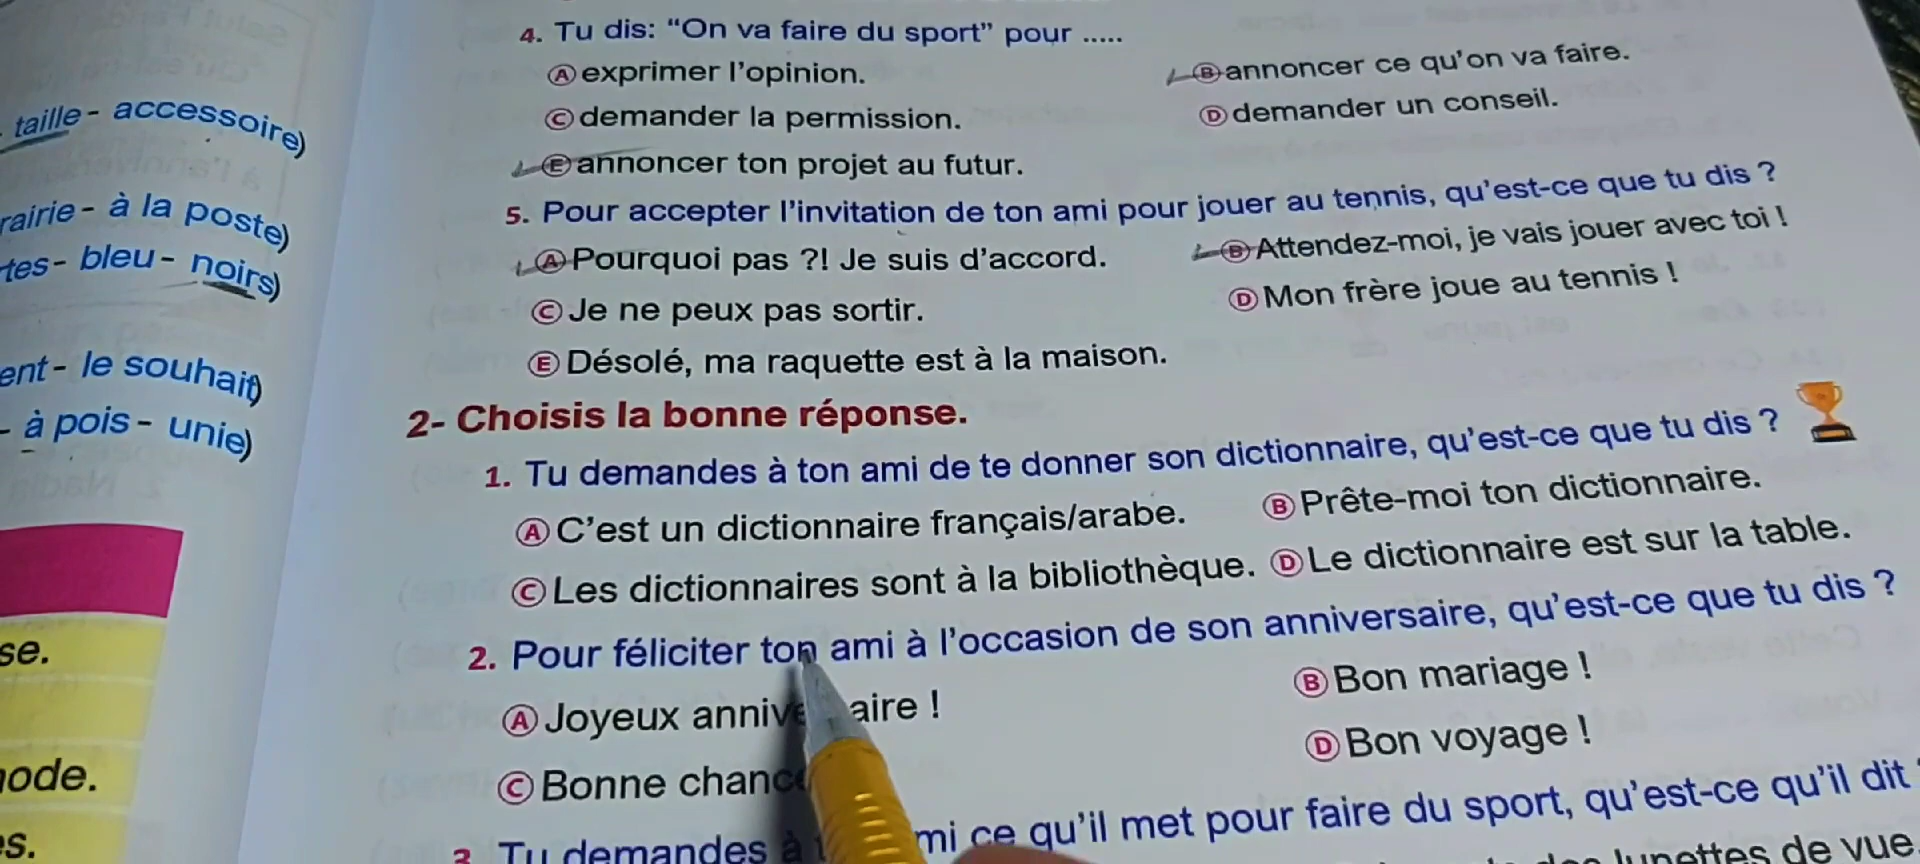 taille - accessoire)
rairie - à la poste)
tes - bleu - noirs)
ent - le souhait)
- à pois - unie)
se.
ode.
s.
4. Tu dis: “On va faire du sport” pour .....
A exprimer l'opinion.
B annoncer ce qu'on va faire.
C demander la permission.
D demander un conseil.
E annoncer ton projet au futur.
5. Pour accepter l'invitation de ton ami pour jouer au tennis, qu'est-ce que tu dis ?
A Pourquoi pas ?! Je suis d'accord.
B Attendez-moi, je vais jouer avec toi !
C Je ne peux pas sortir.
D Mon frère joue au tennis !
E Désolé, ma raquette est à la maison.
2- Choisis la bonne réponse.
1. Tu demandes à ton ami de te donner son dictionnaire, qu'est-ce que tu dis ?
A C'est un dictionnaire français/arabe.
B Prête-moi ton dictionnaire.
C Les dictionnaires sont à la bibliothèque.
D Le dictionnaire est sur la table.
2. Pour féliciter ton ami à l'occasion de son anniversaire, qu'est-ce que tu dis ?
A Joyeux anniversaire !
B Bon mariage !
C Bonne chance
D Bon voyage !
3. Tu demandes à mi ce qu'il met pour faire du sport, qu'est-ce qu'il dit
lunettes de vue